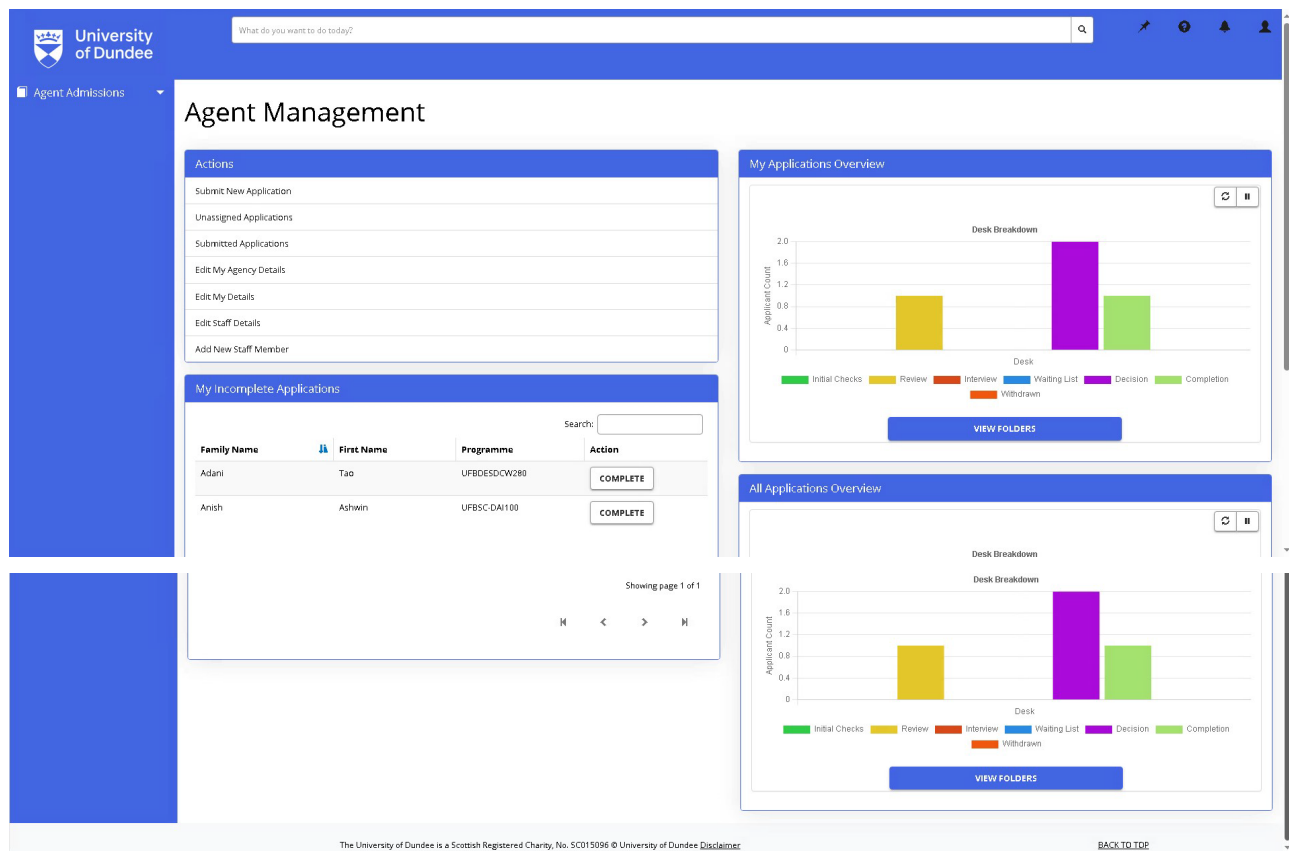 University
of Dundee
What do you want to do today?
Agent Admissions
Agent Management
Actions
Submit New Application
Unassigned Applications
Submitted Applications
Edit My Agency Details
Edit My Details
Edit Staff Details
Add New Staff Member
My Incomplete Applications
Search:
Family Name First Name Programme Action
Adani Tao UFBDESDCW280 COMPLETE
Anish Ashwin UFBSC-DAI100 COMPLETE
Showing page 1 of 1
My Applications Overview
Desk Breakdown
Applicant Count
2.0
1.6
1.2
0.8
0.4
0
Desk
Initial Checks Review Interview Waiting List Decision Completion
Withdrawn
VIEW FOLDERS
All Applications Overview
Desk Breakdown
Desk Breakdown
Applicant Count
2.0
1.6
1.2
0.8
0.4
0
Desk
Initial Checks Review Interview Waiting List Decision Completion
Withdrawn
VIEW FOLDERS
The University of Dundee is a Scottish Registered Charity, No. SC015096 © University of Dundee Disclaimer
BACK TO TOP